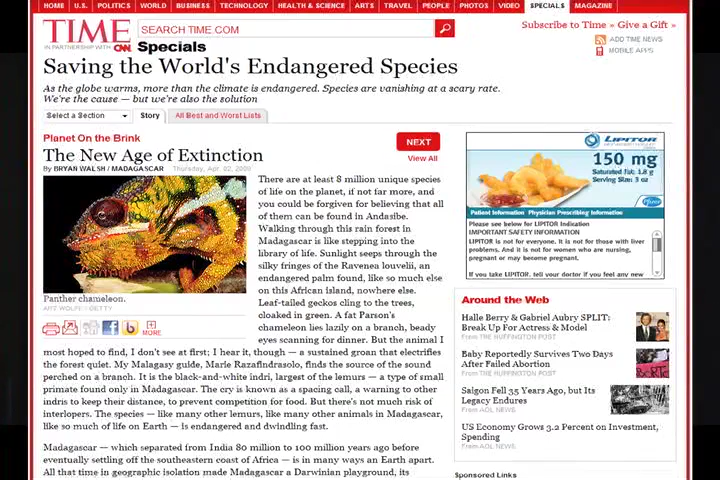 HOME U.S. POLITICS WORLD BUSINESS TECHNOLOGY HEALTH & SCIENCE ARTS TRAVEL PEOPLE PHOTOS VIDEO SPECIALS MAGAZINE
TIME
IN PARTNERSHIP WITH CNN
Specials
SEARCH TIME.COM
Subscribe to Time » Give a Gift »
ADD TIME NEWS
MOBILE APPS
Saving the World's Endangered Species
As the globe warms, more than the climate is endangered. Species are vanishing at a scary rate.
We're the cause — but we're also the solution
Select a Section
Story
All Best and Worst Lists
Planet On the Brink
The New Age of Extinction
By BRYAN WALSH / MADAGASCAR Thursday, Apr. 02, 2009
NEXT
View All
Panther chameleon.
ART WOLFE / GETTY
MORE
There are at least 8 million unique species
of life on the planet, if not far more, and
you could be forgiven for believing that all
of them can be found in Andasibe.
Walking through this rain forest in
Madagascar is like stepping into the
library of life. Sunlight seeps through the
silky fringes of the Ravenea louvelii, an
endangered palm found, like so much else
on this African island, nowhere else.
Leaf-tailed geckos cling to the trees,
cloaked in green. A fat Parson's
chameleon lies lazily on a branch, beady
eyes scanning for dinner. But the animal I
most hoped to find, I don't see at first; I hear it, though — a sustained groan that electrifies
the forest quiet. My Malagasy guide, Marie Razafindrasolo, finds the source of the sound
perched on a branch. It is the black-and-white indri, largest of the lemurs — a type of small
primate found only in Madagascar. The cry is known as a spacing call, a warning to other
indris to keep their distance, to prevent competition for food. But there's not much risk of
interlopers. The species — like many other lemurs, like many other animals in Madagascar,
like so much of life on Earth — is endangered and dwindling fast.
Madagascar — which separated from India 80 million to 100 million years ago before
eventually settling off the southeastern coast of Africa — is in many ways an Earth apart.
All that time in geographic isolation made Madagascar a Darwinian playground, its
LIPITOR
150 mg
Saturated Fat: 1.8 g
Serving Size: 3 oz
Pfizer
Patient Information Physician Prescribing Information
Please see below for LIPITOR Indication
IMPORTANT SAFETY INFORMATION
LIPITOR is not for everyone. It is not for those with liver
problems. And it is not for women who are nursing,
pregnant or may become pregnant.
If you take LIPITOR, tell your doctor if you feel any new
Around the Web
Halle Berry & Gabriel Aubry SPLIT:
Break Up For Actress & Model
From THE HUFFINGTON POST
Baby Reportedly Survives Two Days
After Failed Abortion
From THE HUFFINGTON POST
Saigon Fell 35 Years Ago, but Its
Legacy Endures
From AOL NEWS
US Economy Grows 3.2 Percent on Investment,
Spending
From AOL NEWS
Sponsored Links